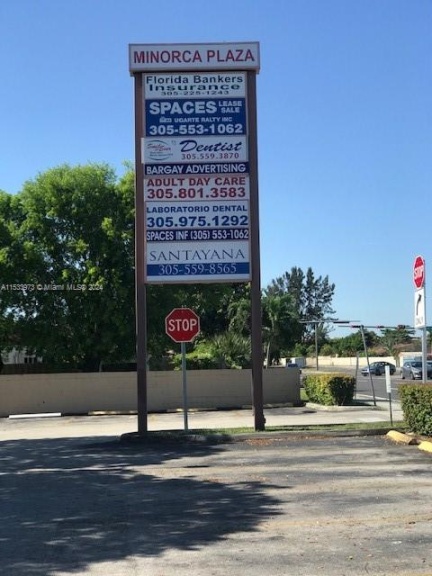 MINORCA PLAZA
Florida Bankers
Insurance
305-225-1243
SPACES LEASE
SALE
UGARTE RALTY INC
305-553-1062
Dentist
305.559.3870
BARGAY ADVERTISING
ADULT DAY CARE
305.801.3583
LABORATORIO DENTAL
305.975.1292
SPACES INF (305) 553-1062
SANTAYANA
305-559-8565
STOP
STOP
A11533973 © Miami MLS® 2024